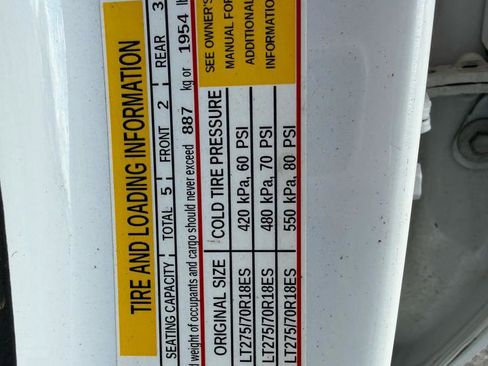 TIRE AND LOADING INFORMATION
SEATING CAPACITY TOTAL 5 FRONT 2 REAR 3
weight of occupants and cargo should never exceed 887 kg or 1954
ORIGINAL SIZE COLD TIRE PRESSURE
LT275/70R18ES 420 kPa, 60 PSI
LT275/70R18ES 480 kPa, 70 PSI
LT275/70R18ES 550 kPa, 80 PSI
SEE OWNER'S
MANUAL FOR
ADDITIONAL
INFORMATION